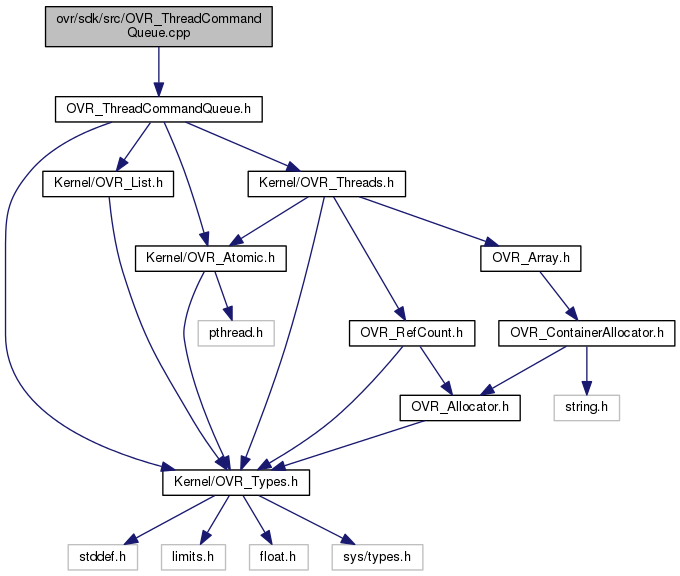 ovr/sdk/src/OVR_ThreadCommand
Queue.cpp
OVR_ThreadCommandQueue.h
Kernel/OVR_List.h
Kernel/OVR_Threads.h
Kernel/OVR_Atomic.h
OVR_Array.h
pthread.h
OVR_RefCount.h
OVR_ContainerAllocator.h
OVR_Allocator.h
string.h
Kernel/OVR_Types.h
stddef.h
limits.h
float.h
sys/types.h